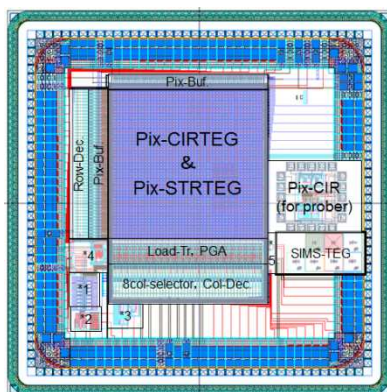 Pix-Buf.
Row-Dec.
Pix-Buf.
Pix-CIRTEG
&
Pix-STRTEG
Pix-CIR
(for prober)
Load-Tr, PGA
8col-selector, Col-Dec.
SIMS-TEG
*4
*1
*2
*3
5